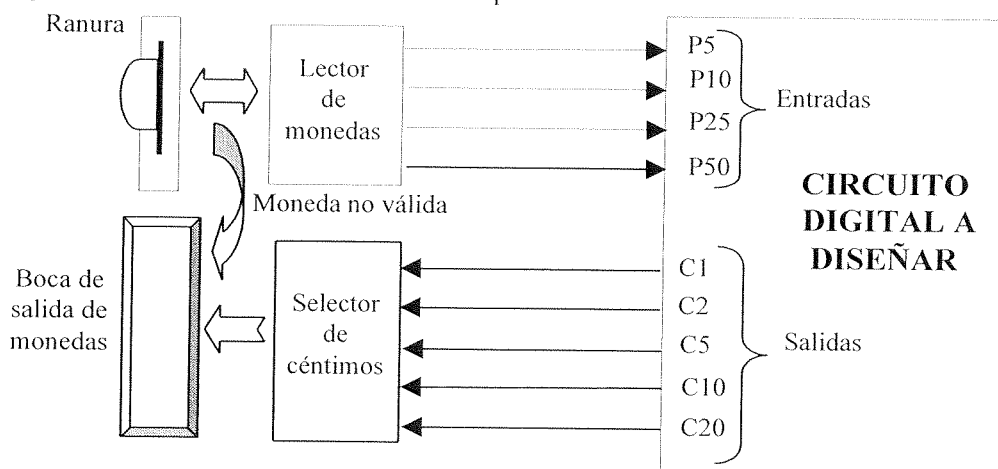 Ranura
Lector
de
monedas
P5
P10
P25
P50
Entradas
CIRCUITO
DIGITAL A
DISEÑAR
Moneda no válida
Boca de
salida de
monedas
Selector
de
céntimos
C1
C2
C5
C10
C20
Salidas